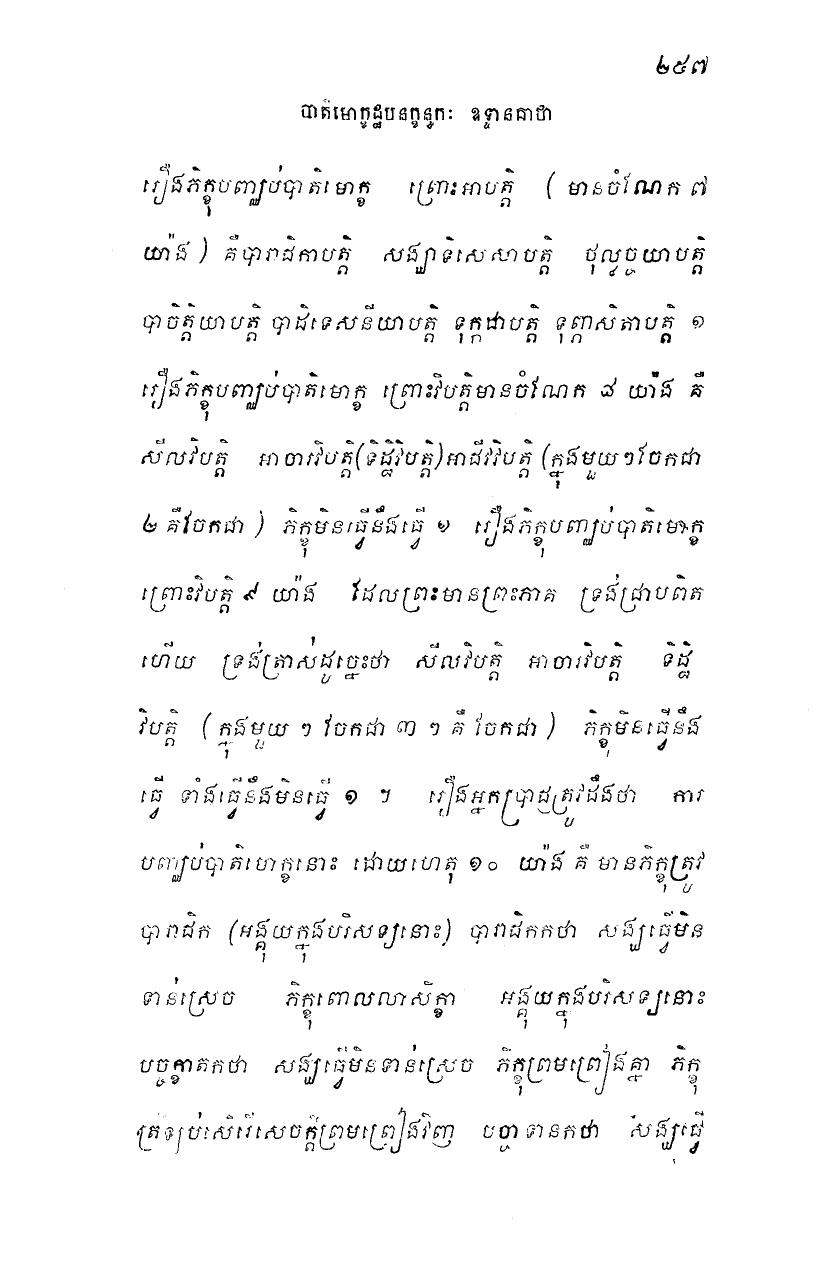 ២៥៧
បាតិមោក្ខដ្ឋបនក្ខន្ធកៈ ឧទ្ទានគាថា
រឿងភិក្ខុបញ្ឈប់បាតិមោក្ខ ព្រោះអាបត្តិ ( មានចំណែក ៧
យ៉ាង ) គឺបារាជិកាបត្តិ សង្ឃាទិសេសាបត្តិ ថុល្លច្ចយាបត្តិ
បាចិត្តិយាបត្តិ បាដិទេសនីយាបត្តិ ទុក្កដាបត្តិ ទុព្ភាសិតាបត្តិ ១
រឿងភិក្ខុបញ្ឈប់បាតិមោក្ខ ព្រោះវិបត្តិមានចំណែក ៨ យ៉ាង គឺ
សីលវិបត្តិ អាចារវិបត្តិ(ទិដ្ឋិវិបត្តិ)អាជីវវិបត្តិ (ក្នុងមួយៗចែកជា
២ គឺចែកជា ) ភិក្ខុមិនធ្វើនឹងធ្វើ ១ រឿងភិក្ខុបញ្ឈប់បាតិមោក្ខ
ព្រោះវិបត្តិ ៩ យ៉ាង ដែលព្រះមានព្រះភាគ ទ្រង់ជ្រាបពិត
ហើយ ទ្រង់ត្រាស់ដូច្នេះថា សីលវិបត្តិ អាចារវិបត្តិ ទិដ្ឋិ
វិបត្តិ (ក្នុងមួយ ៗ ចែកជា ៣ ៗ គឺ ចែកជា ) ភិក្ខុមិនធ្វើនឹង
ធ្វើ ទាំងធ្វើនឹងមិនធ្វើ ១ ។ រឿងអ្នកប្រាជ្ញត្រូវដឹងថា ការ
បញ្ឈប់បាតិមោក្ខនោះ ដោយហេតុ ១០ យ៉ាង គឺ មានភិក្ខុត្រូវ
បារាជិក (អង្គុយក្នុងបរិសទ្យនោះ) បារាជិកកថា សង្ឃធ្វើមិន
ទាន់ស្រេច ភិក្ខុពោលលាសិក្ខា អង្គុយក្នុងបរិសទ្យនោះ
បច្ចក្ខាតកថា សង្ឃធ្វើមិនទាន់ស្រេច ភិក្ខុព្រមព្រៀងគ្នា ភិក្ខុ
ត្រឡប់សើរើសេចក្តីព្រមព្រៀងវិញ បច្ចាទានកថា សង្ឃធ្វើ